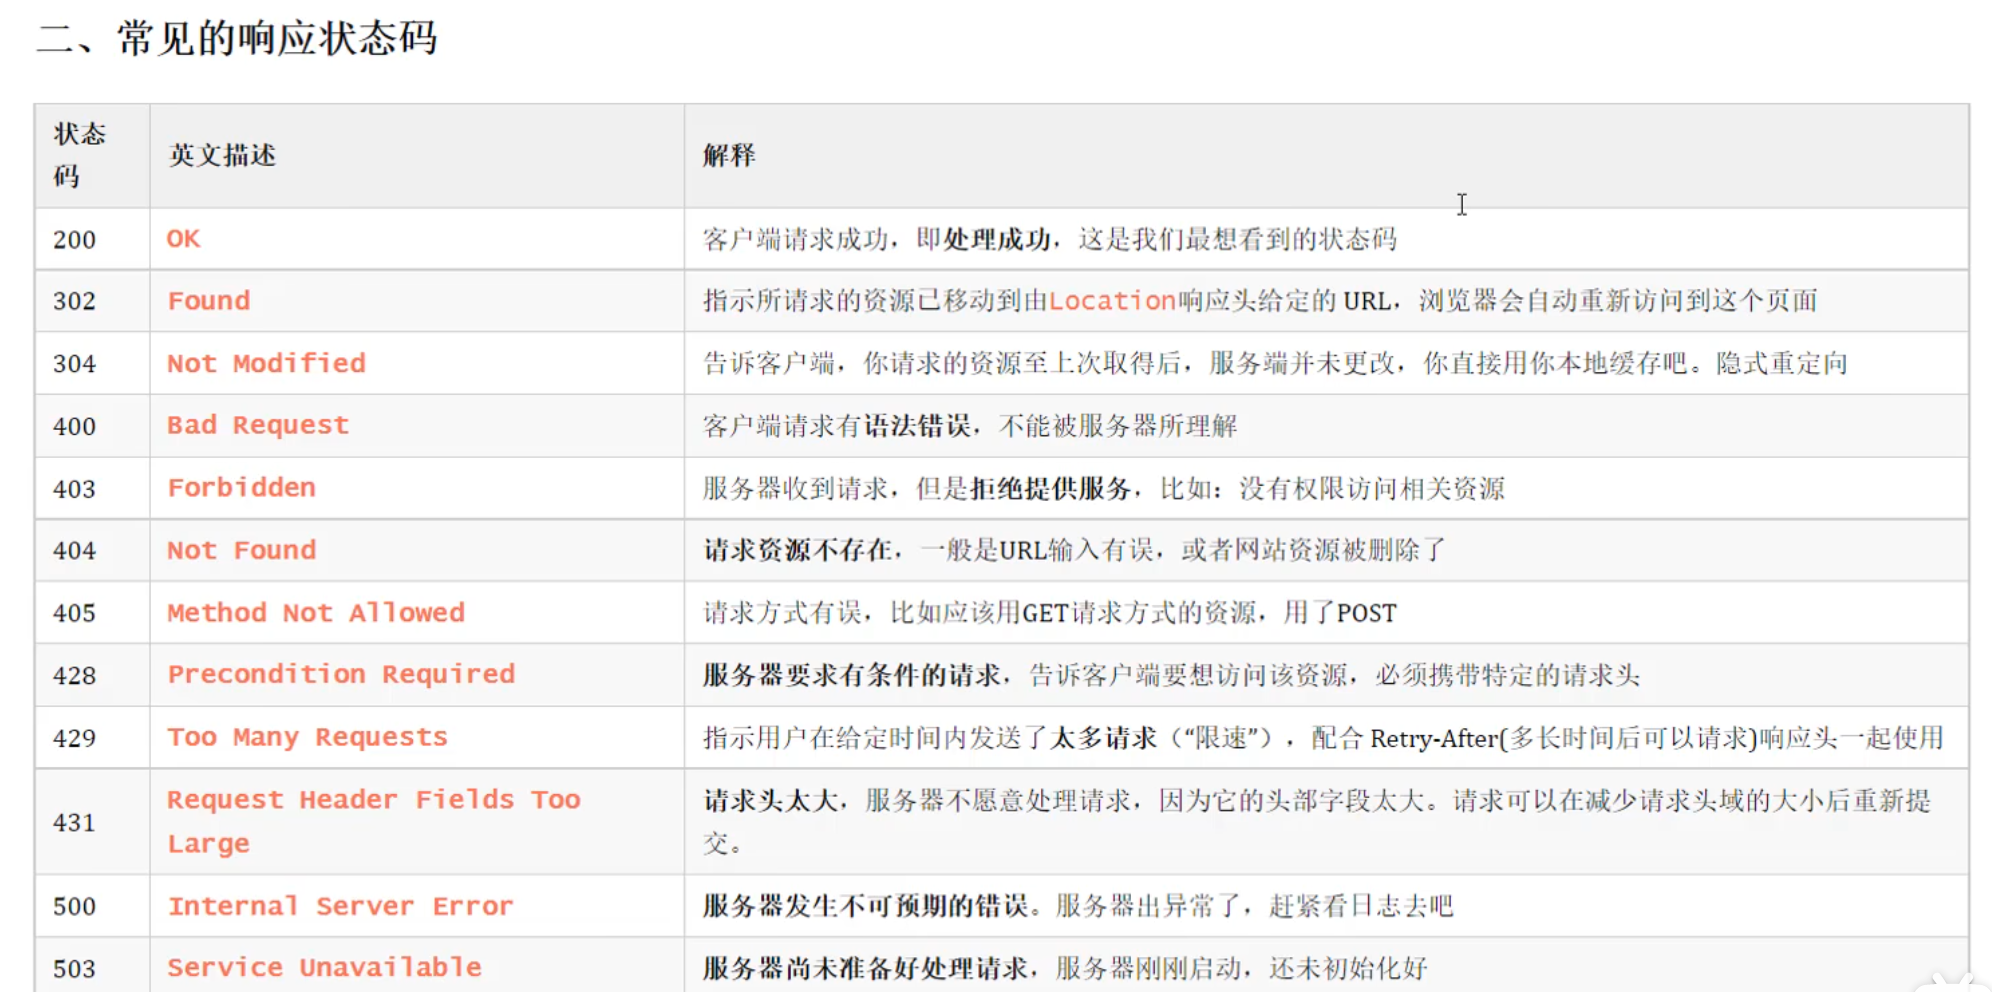 二、常见的响应状态码
状态
码
英文描述
解释
200
OK
客户端请求成功，即处理成功，这是我们最想看到的状态码
302
Found
指示所请求的资源已移动到由Location响应头给定的 URL，浏览器会自动重新访问到这个页面
304
Not Modified
告诉客户端，你请求的资源至上次取得后，服务端并未更改，你直接用你本地缓存吧。隐式重定向
400
Bad Request
客户端请求有语法错误，不能被服务器所理解
403
Forbidden
服务器收到请求，但是拒绝提供服务，比如：没有权限访问相关资源
404
Not Found
请求资源不存在，一般是URL输入有误，或者网站资源被删除了
405
Method Not Allowed
请求方式有误，比如应该用GET请求方式的资源，用了POST
428
Precondition Required
服务器要求有条件的请求，告诉客户端要想访问该资源，必须携带特定的请求头
429
Too Many Requests
指示用户在给定时间内发送了太多请求（“限速”），配合 Retry-After(多长时间后可以请求)响应头一起使用
431
Request Header Fields Too
Large
请求头太大，服务器不愿意处理请求，因为它的头部字段太大。请求可以在减少请求头域的大小后重新提
交。
500
Internal Server Error
服务器发生不可预期的错误。服务器出异常了，赶紧看日志去吧
503
Service Unavailable
服务器尚未准备好处理请求，服务器刚刚启动，还未初始化好